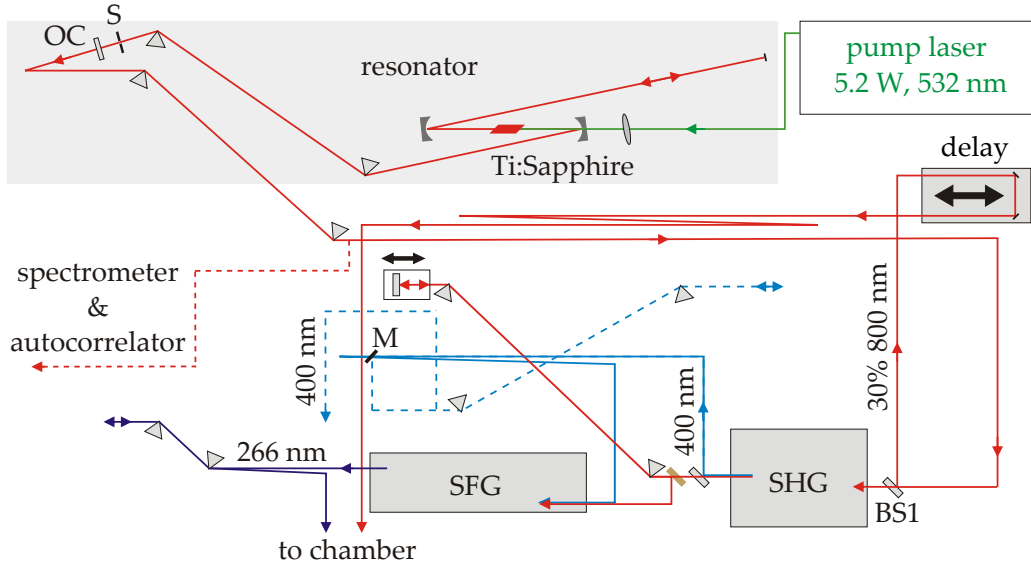 S
OC
resonator
pump laser
5.2 W, 532 nm
Ti:Sapphire
delay
spectrometer
&
autocorrelator
M
400 nm
30% 800 nm
400 nm
266 nm
SFG
SHG
BS1
to chamber